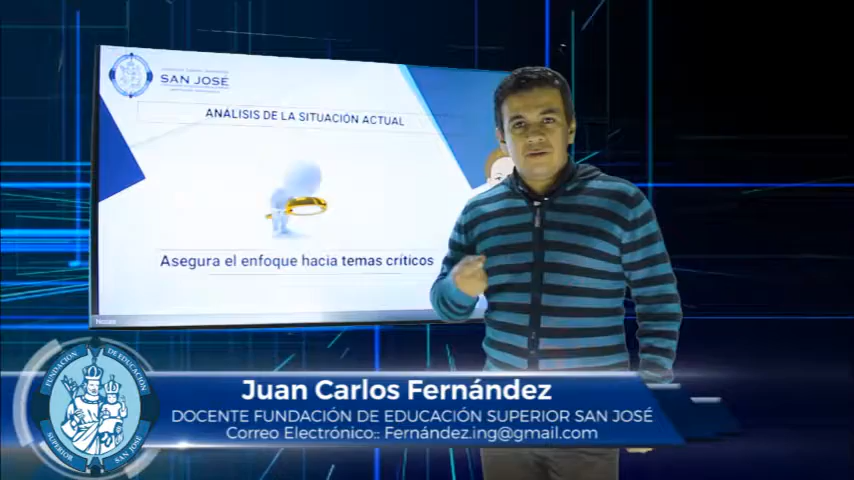 SAN JOSÉ
ANÁLISIS DE LA SITUACIÓN ACTUAL
Asegura el enfoque hacia temas críticos
FUNDACIÓN DE EDUCACIÓN
SUPERIOR SAN JOSÉ
Juan Carlos Fernández
DOCENTE FUNDACIÓN DE EDUCACIÓN SUPERIOR SAN JOSÉ
Correo Electrónico:: Fernández.ing@gmail.com